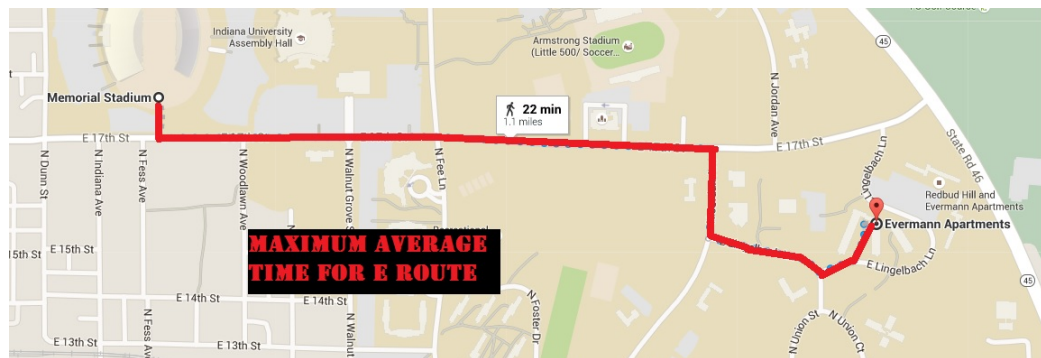 Indiana University
Assembly Hall
Armstrong Stadium
(Little 500/ Soccer...
45
Memorial Stadium
22 min
1.1 miles
N Jordan Ave
State Rd 46
E 17th St
E 17th St
N Dunn St
N Indiana Ave
N Fess Ave
N Woodlawn Ave
N Walnut Grove S
N Fee Ln
Lingelbach Ln
Redbud Hill and
Evermann Apartments
Evermann Apartments
MAXIMUM AVERAGE
TIME FOR E ROUTE
E 15th St
E 15th St
E Lingelbach Ln
45
E 14th St
E 14th St
N Fess Ave
N Walnut
N Foster Dr
N Union St
N Union Ct
E 13th St
E 13th St